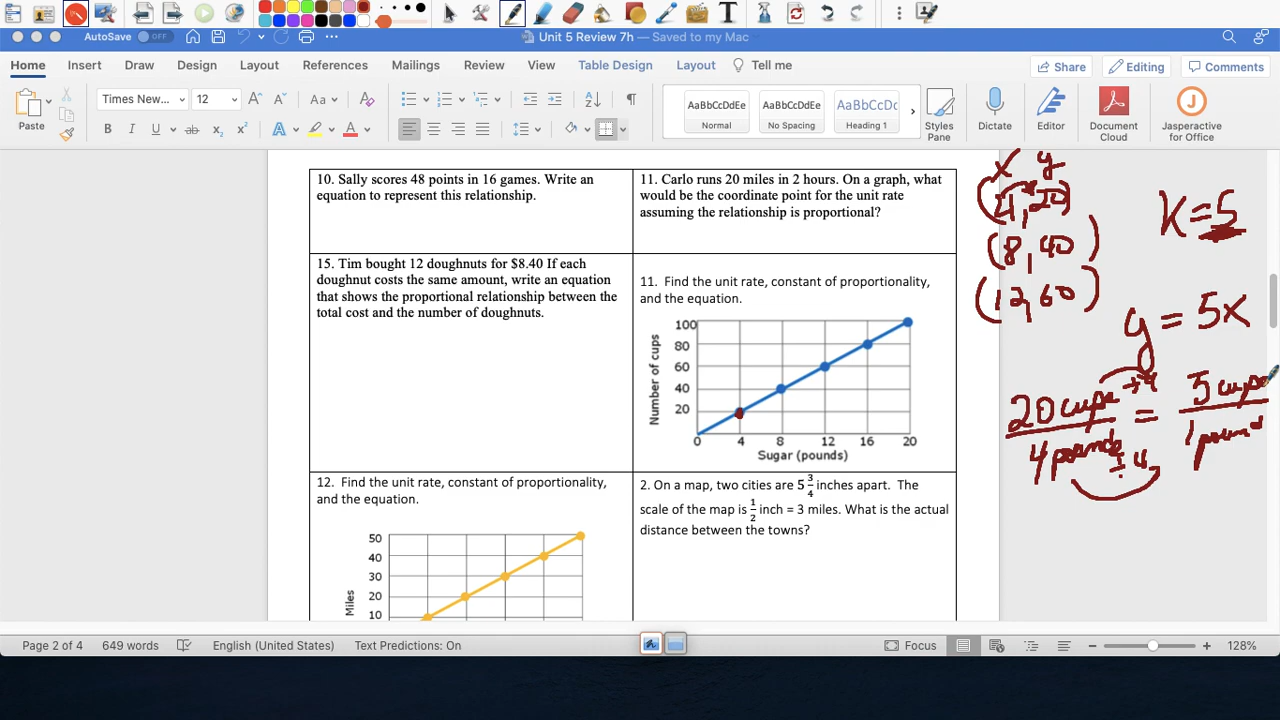 AutoSave OFF
Unit 5 Review 7h — Saved to my Mac
Home Insert Draw Design Layout References Mailings Review View Table Design Layout Tell me
Share Editing Comments
Paste
Times New... 12
AaBbCcDdEe AaBbCcDdEe AaBbCcDc
Normal No Spacing Heading 1
Styles Pane
Dictate
Editor
Document Cloud
Jasperactive for Office
10. Sally scores 48 points in 16 games. Write an
equation to represent this relationship.
11. Carlo runs 20 miles in 2 hours. On a graph, what
would be the coordinate point for the unit rate
assuming the relationship is proportional?
15. Tim bought 12 doughnuts for $8.40 If each
doughnut costs the same amount, write an equation
that shows the proportional relationship between the
total cost and the number of doughnuts.
11. Find the unit rate, constant of proportionality,
and the equation.
Number of cups
100
80
60
40
20
0 4 8 12 16 20
Sugar (pounds)
12. Find the unit rate, constant of proportionality,
and the equation.
Miles
50
40
30
20
10
2. On a map, two cities are 5 3/4 inches apart. The
scale of the map is 1/2 inch = 3 miles. What is the actual
distance between the towns?
x y
(4, 20)
(8, 40)
(12, 60)
K = 5
y = 5x
20 cups ÷4 = 5 cups
4 pounds ÷4 1 pound
Page 2 of 4 649 words English (United States) Text Predictions: On Focus 128%